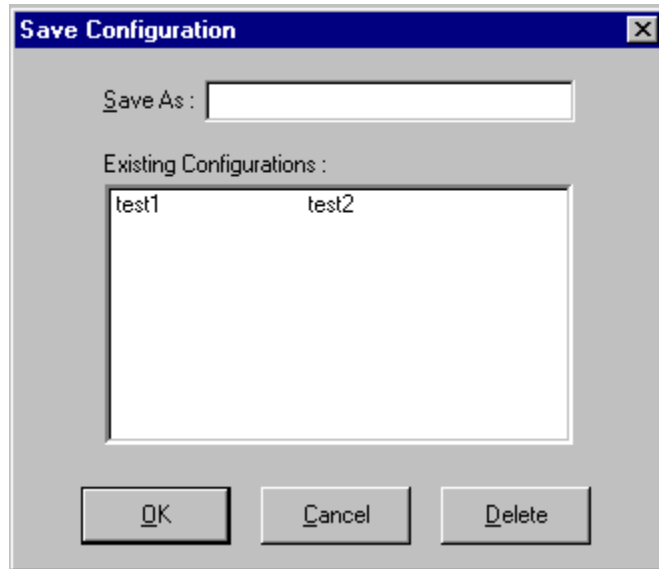 Save Configuration
Save As :
Existing Configurations :
test1 test2
OK Cancel Delete